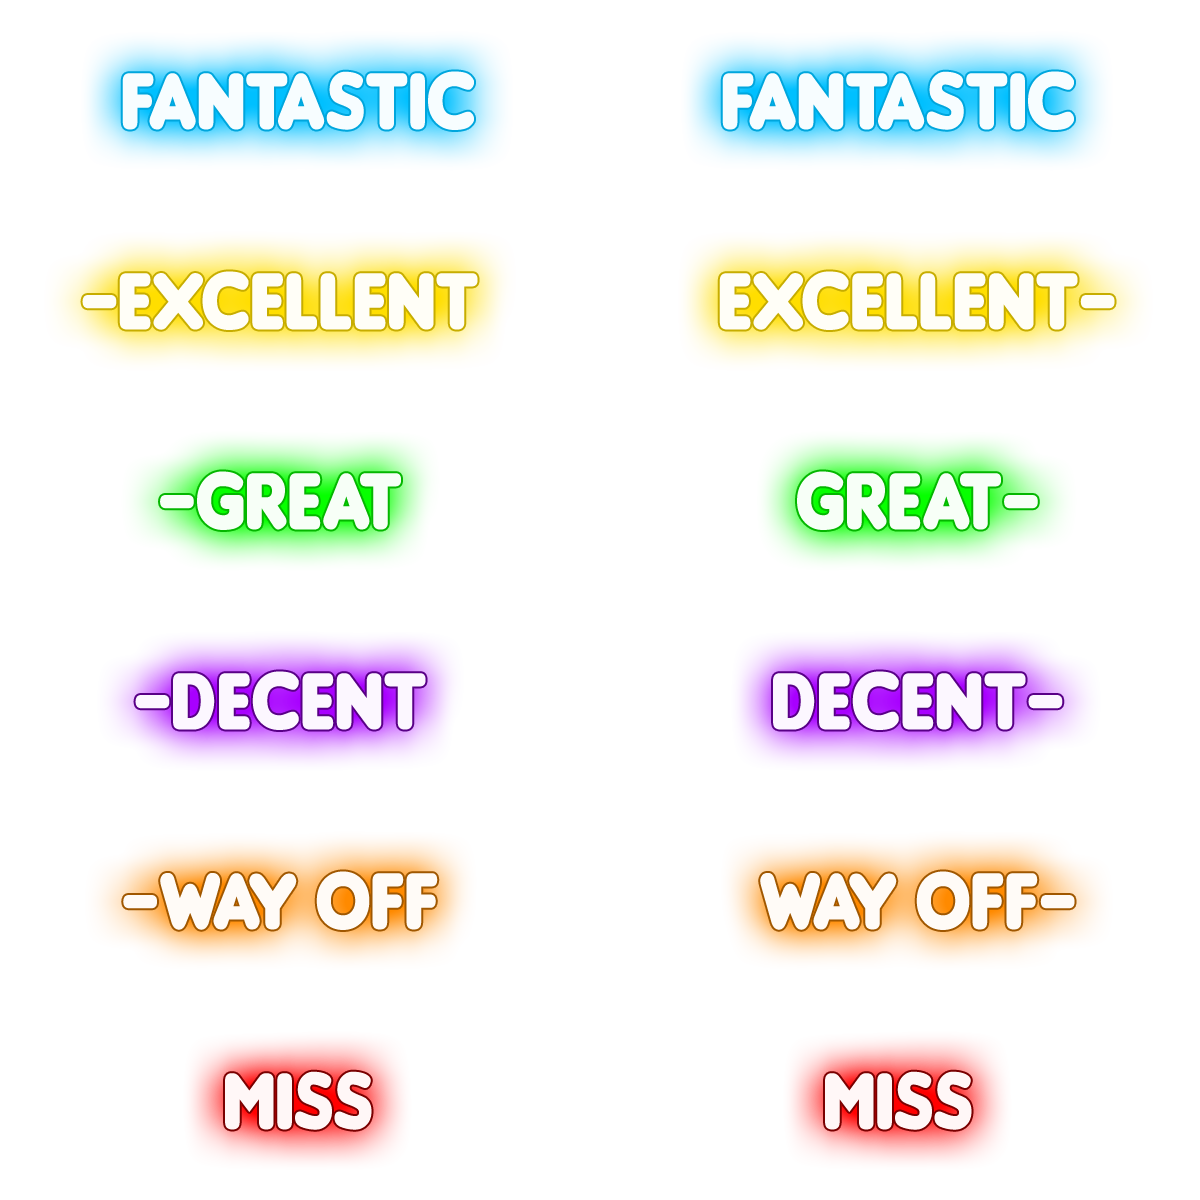 FANTASTIC FANTASTIC
-EXCELLENT EXCELLENT-
-GREAT GREAT-
-DECENT DECENT-
-WAY OFF WAY OFF-
MISS MISS